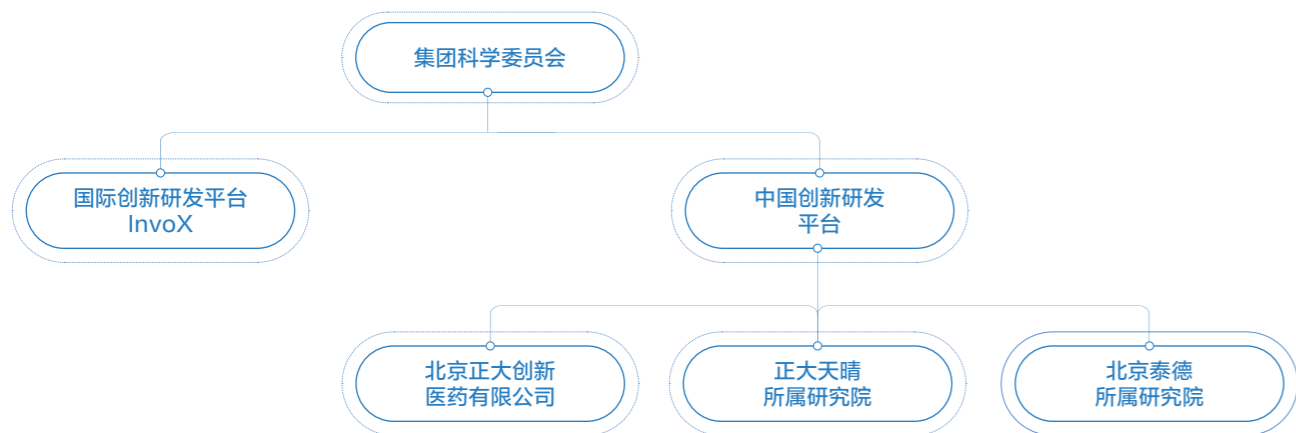 集团科学委员会
国际创新研发平台
InvoX
中国创新研发
平台
北京正大创新
医药有限公司
正大天晴
所属研究院
北京泰德
所属研究院